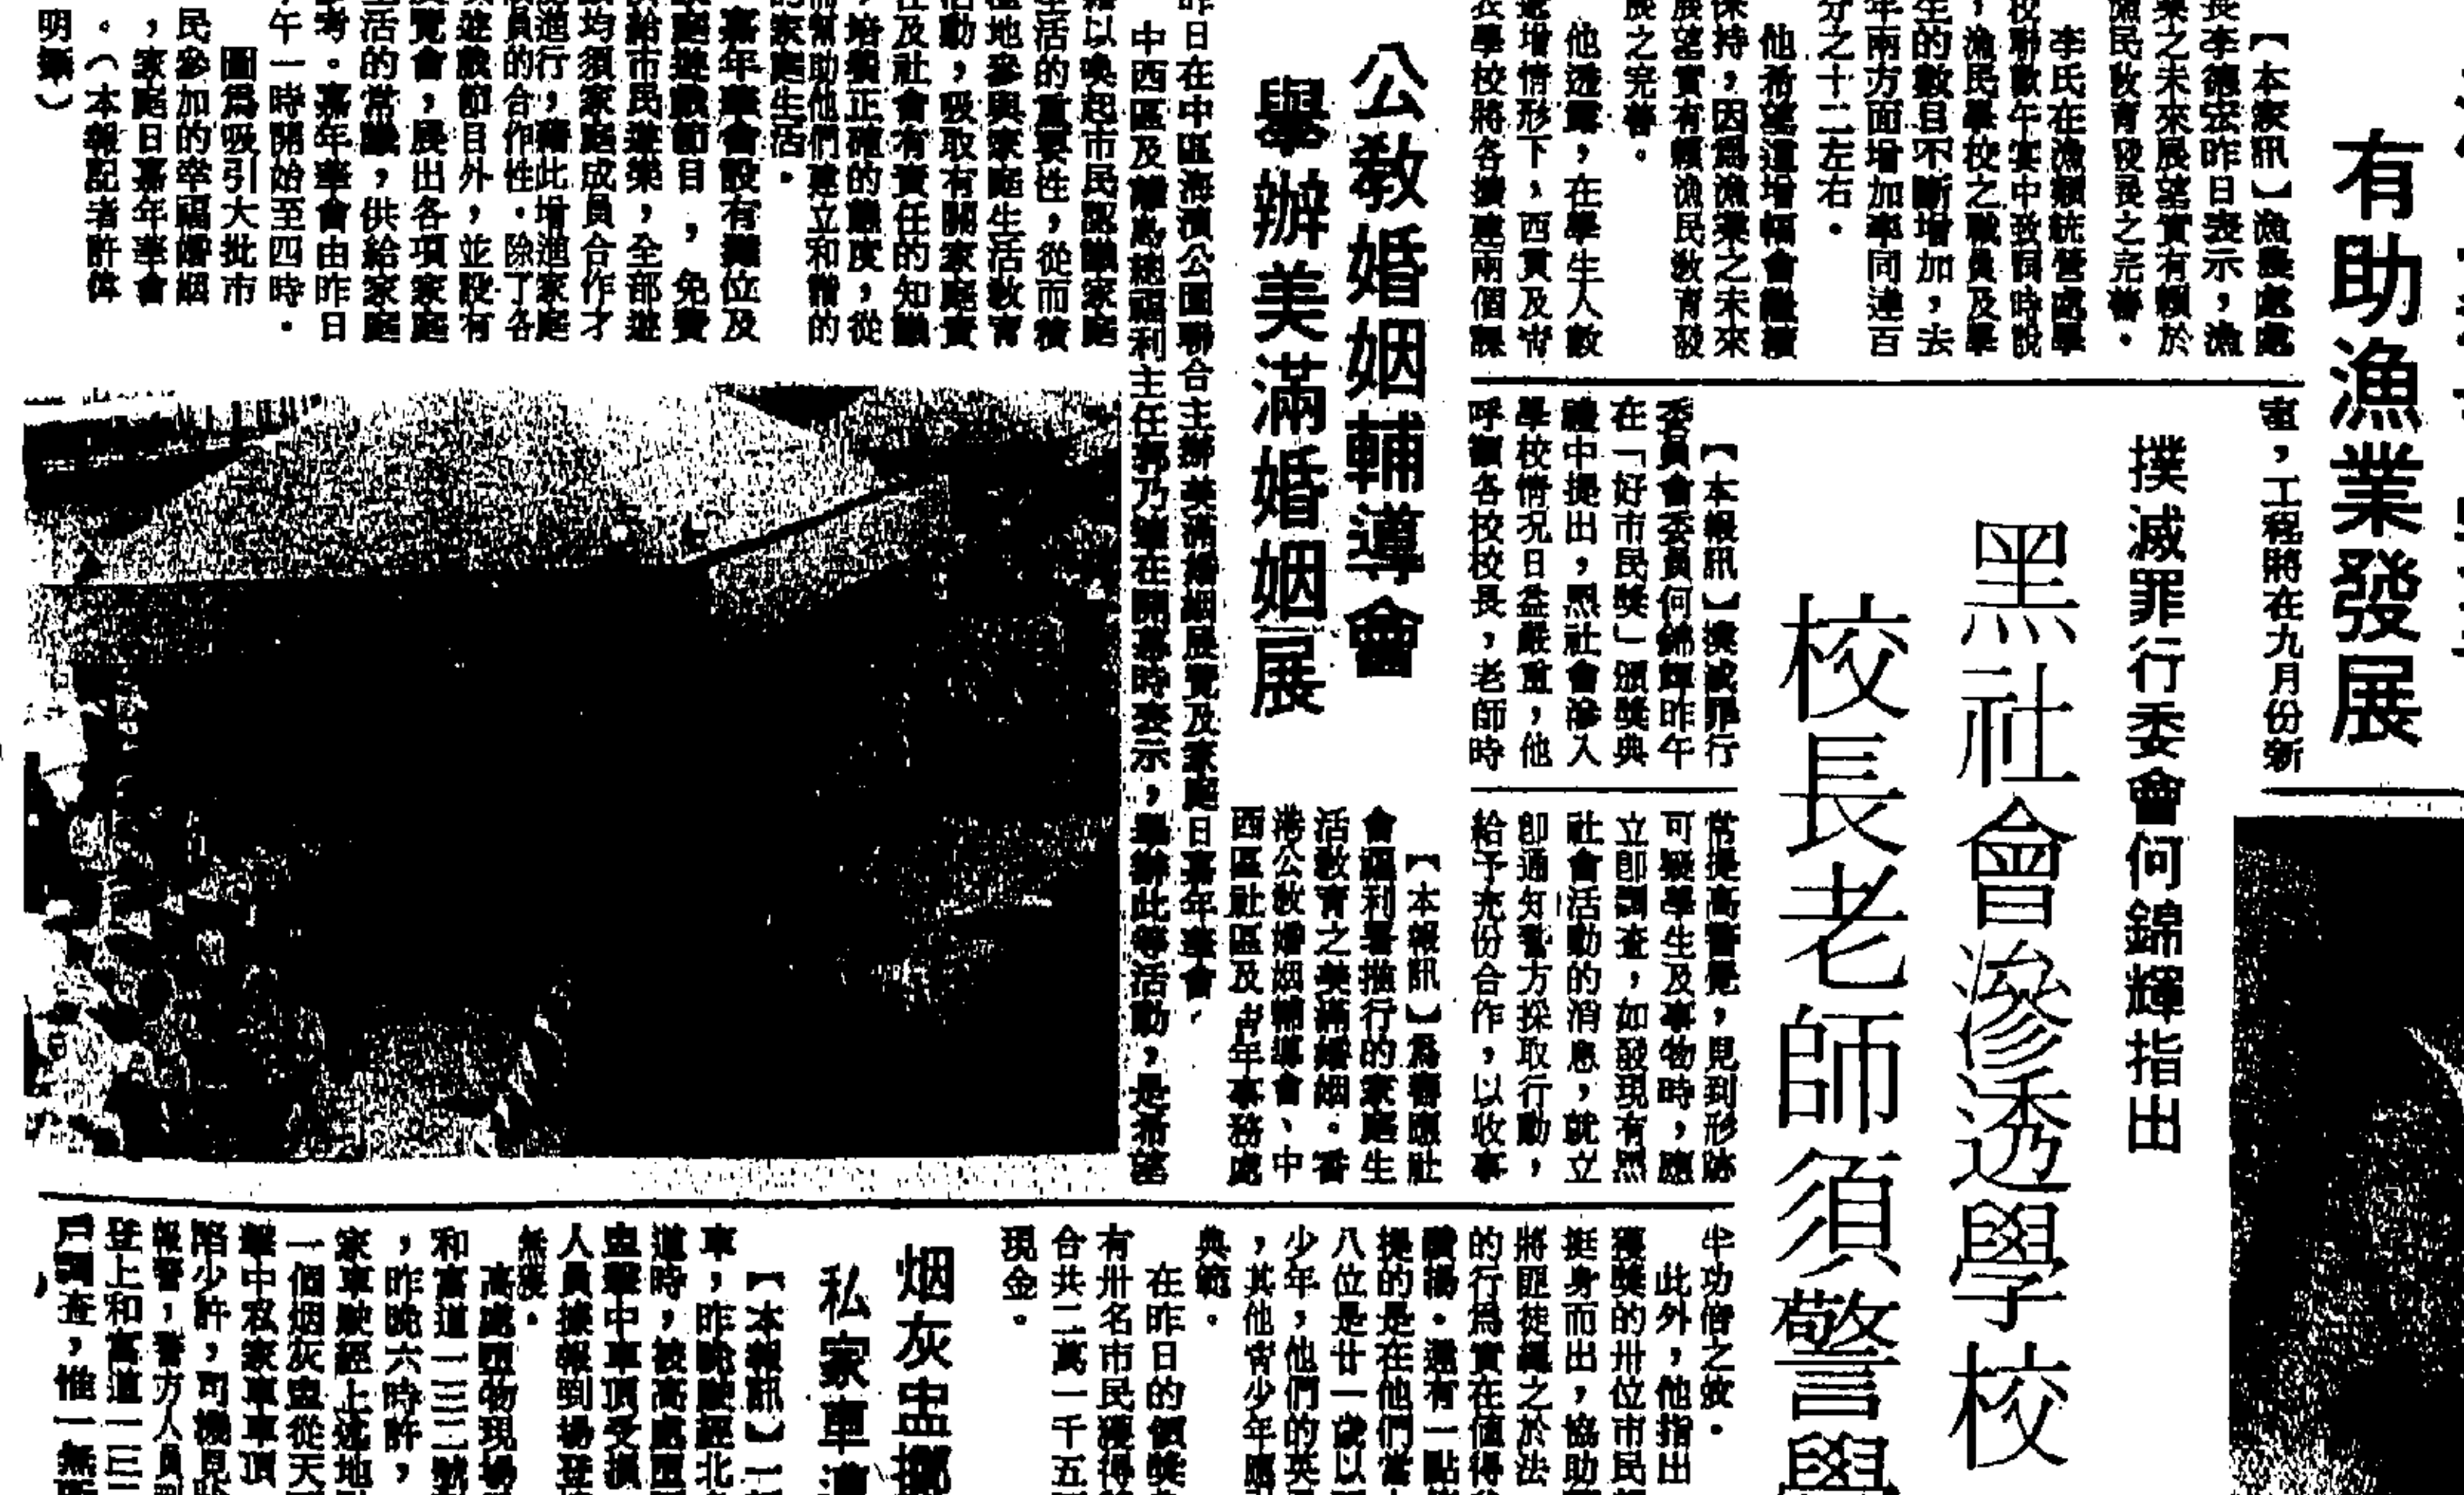 有助漁業發展
【本家訊】漁農處處
長李德宏昨日表示，漁
業之未來展望實有賴於
漁民教育發展之完善。
李氏在漁類統營處學
校聯歡午宴中致詞時說
，漁民學校之職員及學
生的數目不斷增加，去
年兩方面增加率同達百
分之十二左右。
他希望這增幅會繼續
保持，因為漁業之未來
展望實有賴漁民教育發
展之完善。
他透露，在學生人數
遞增情形下，西貢及
學校將各擴建兩個課
室，工程將在九月份新
撲滅罪行委會何錦輝指出
黑社會滲透學校
校長老師須警
【本報訊】撲滅罪行
委員會委員何錦輝昨午
在「好市民獎」頒獎典
禮中提出，黑社會滲入
學校情况日益嚴重，他
呼籲各校校長，老師時
常提高警覺，見到形跡
可疑學生及事物時，應
立即調查，如發現有黑
社會活動的消息，就立
即通知警方採取行動，
給予充份合作，以收事
半功倍之效。
此外，他指出
獲獎的卅位市民
挺身而出，協助
將匪徒繩之於法
的行爲實在值得
讚揚。還有一點
提的是在他們當
八位是廿一歲以
少年，他們的英
，其他青少年應
典範。
在昨日的頒獎
有卅名市民獲得
合共二萬一千五
現金。
公教婚姻輔導會
舉辦美滿婚姻展
【本報訊】爲響應社
會福利署推行的家庭生
活教育之美滿婚姻。香
港公教婚姻輔導會、中
西區社區及青年事務處
昨日在中區海濱公園聯合主辦美滿婚姻展覽及家庭日嘉年華會。
中西區及離島總福利主任 在開幕時表示，舉辦此等活動，是希望
藉以喚起市民認識家庭
生活的重要性，從而積
極地參與家庭生活教育
活動，吸取有關家庭責
任及社會有責任的知識
，培養正確的態度，從
而幫助他們建立和諧的
的家庭生活。
嘉年華會設有攤位及
家庭遊戲節目，免費
供給市民遊樂，全部遊
戲均須家庭成員合作才
能進行，藉此增進家庭
成員的合作性。除了各
項遊戲節目外，並設有
展覽會，展出各項家庭
生活的常識，供給家庭
參考。嘉年華會由昨日
下午一時開始至四時。
圖爲吸引大批市
民參加的幸福婚姻
，家庭日嘉年華會
。（本報記者許偉
明攝）
烟灰盅擲
私家車
【本報訊】一
車，昨晚駛經北
道時，被高處
盅擊中車頂受損
人員據報到場
無獲。
高處墮物現場
和富道一三三號
，昨晚六時許，
家車駛經上述地
一個烟灰盅從天
擊中私家車車頂
陷少許，司機見
報警，警方人員
登上和富道一三三
戶調查，惟一無所